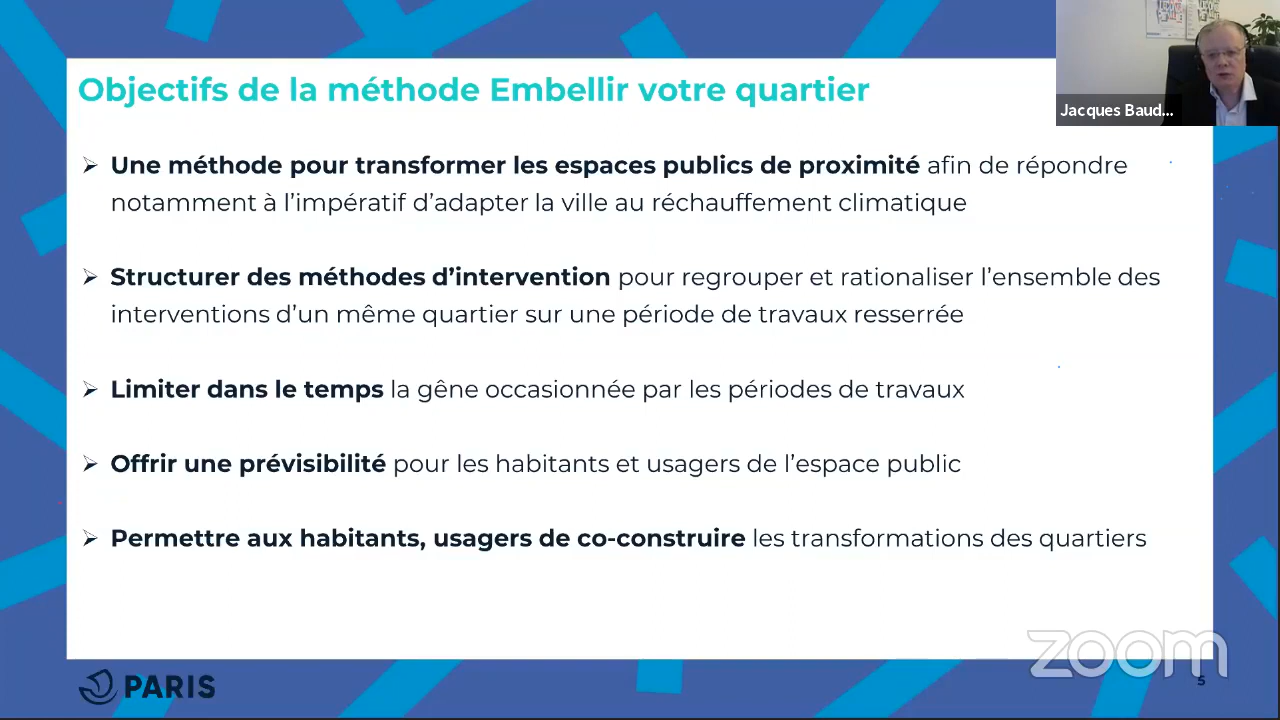 Objectifs de la méthode Embellir votre quartier
Jacques Baud...
Une méthode pour transformer les espaces publics de proximité afin de répondre
notamment à l’impératif d’adapter la ville au réchauffement climatique
Structurer des méthodes d’intervention pour regrouper et rationaliser l’ensemble des
interventions d’un même quartier sur une période de travaux resserrée
Limiter dans le temps la gêne occasionnée par les périodes de travaux
Offrir une prévisibilité pour les habitants et usagers de l’espace public
Permettre aux habitants, usagers de co-construire les transformations des quartiers
zoom
PARIS
5